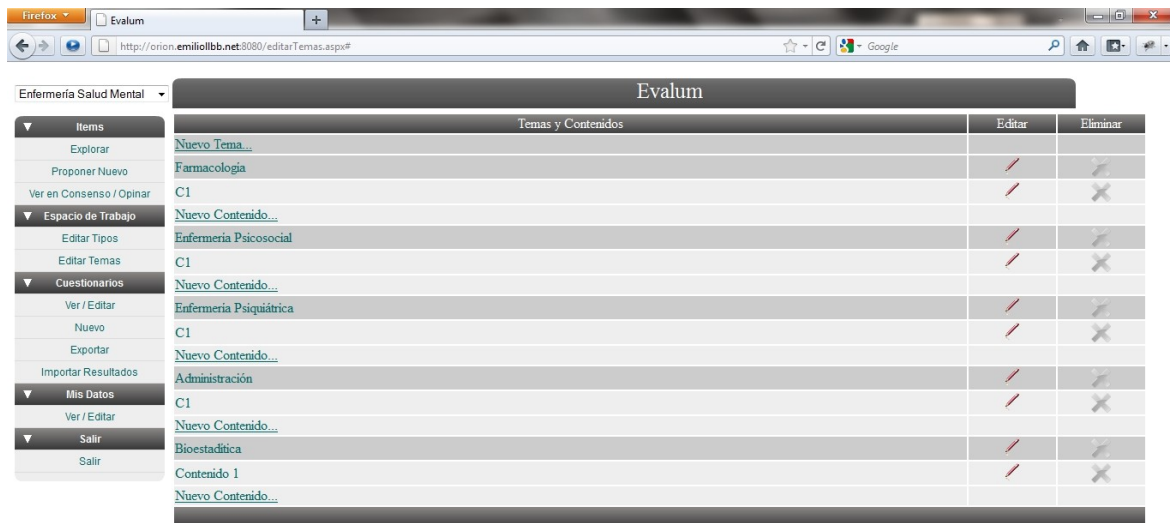 Firefox
Evalum
http://orion.emiliollbb.net:8080/editarTemas.aspx#
Google
Enfermería Salud Mental
Evalum
Items
Explorar
Proponer Nuevo
Ver en Consenso / Opinar
Espacio de Trabajo
Editar Tipos
Editar Temas
Cuestionarios
Ver / Editar
Nuevo
Exportar
Importar Resultados
Mis Datos
Ver / Editar
Salir
Salir
Temas y Contenidos Editar Eliminar
Nuevo Tema...
Farmacología
C1
Nuevo Contenido...
Enfermería Psicosocial
C1
Nuevo Contenido...
Enfermería Psiquiátrica
C1
Nuevo Contenido...
Administración
C1
Nuevo Contenido...
Bioestadítica
Contenido 1
Nuevo Contenido...